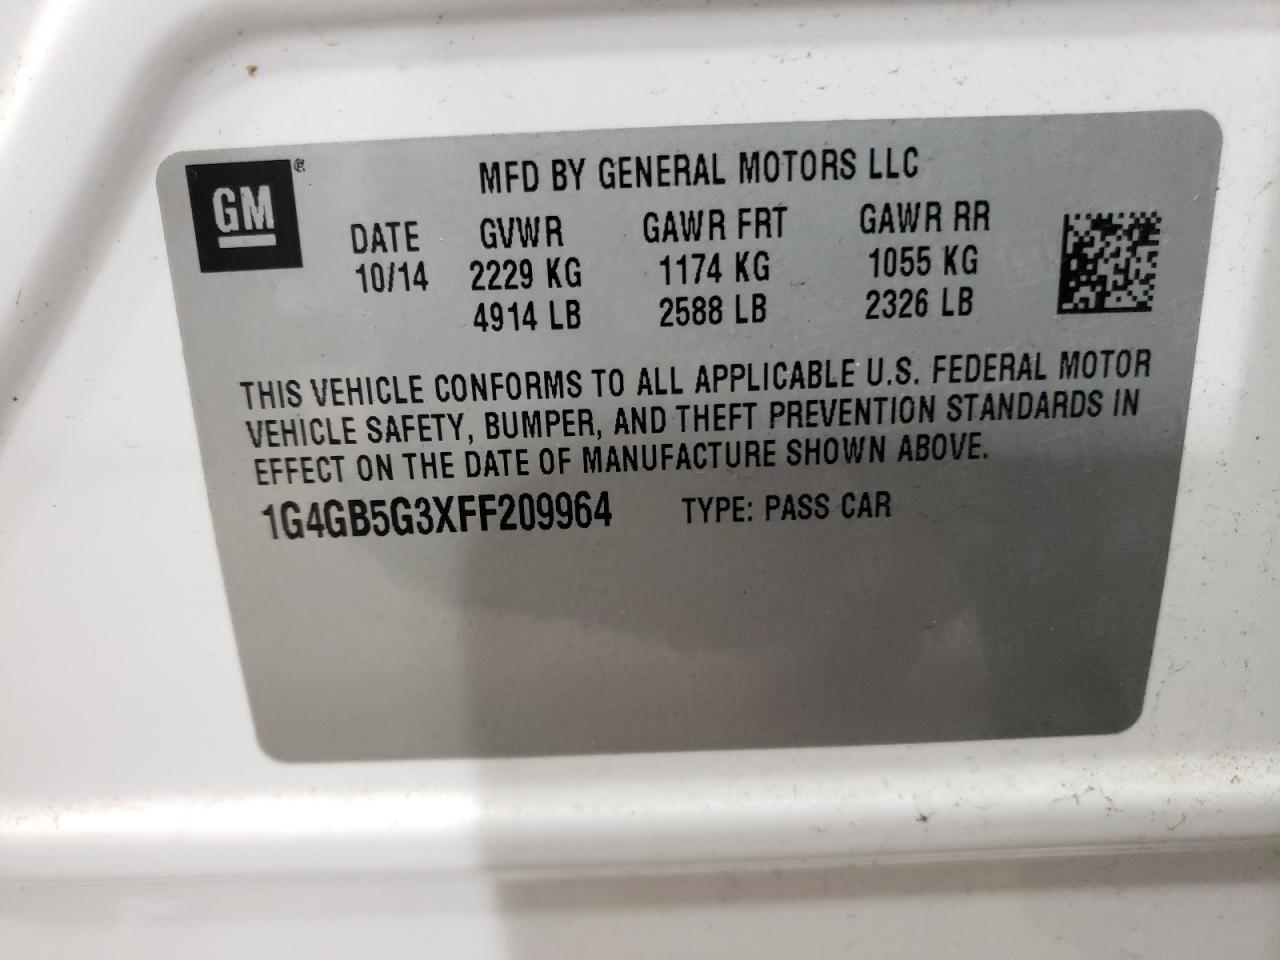 GM ®
MFD BY GENERAL MOTORS LLC
DATE GVWR GAWR FRT GAWR RR
10/14 2229 KG 1174 KG 1055 KG
4914 LB 2588 LB 2326 LB
THIS VEHICLE CONFORMS TO ALL APPLICABLE U.S. FEDERAL MOTOR
VEHICLE SAFETY, BUMPER, AND THEFT PREVENTION STANDARDS IN
EFFECT ON THE DATE OF MANUFACTURE SHOWN ABOVE.
1G4GB5G3XFF209964 TYPE: PASS CAR